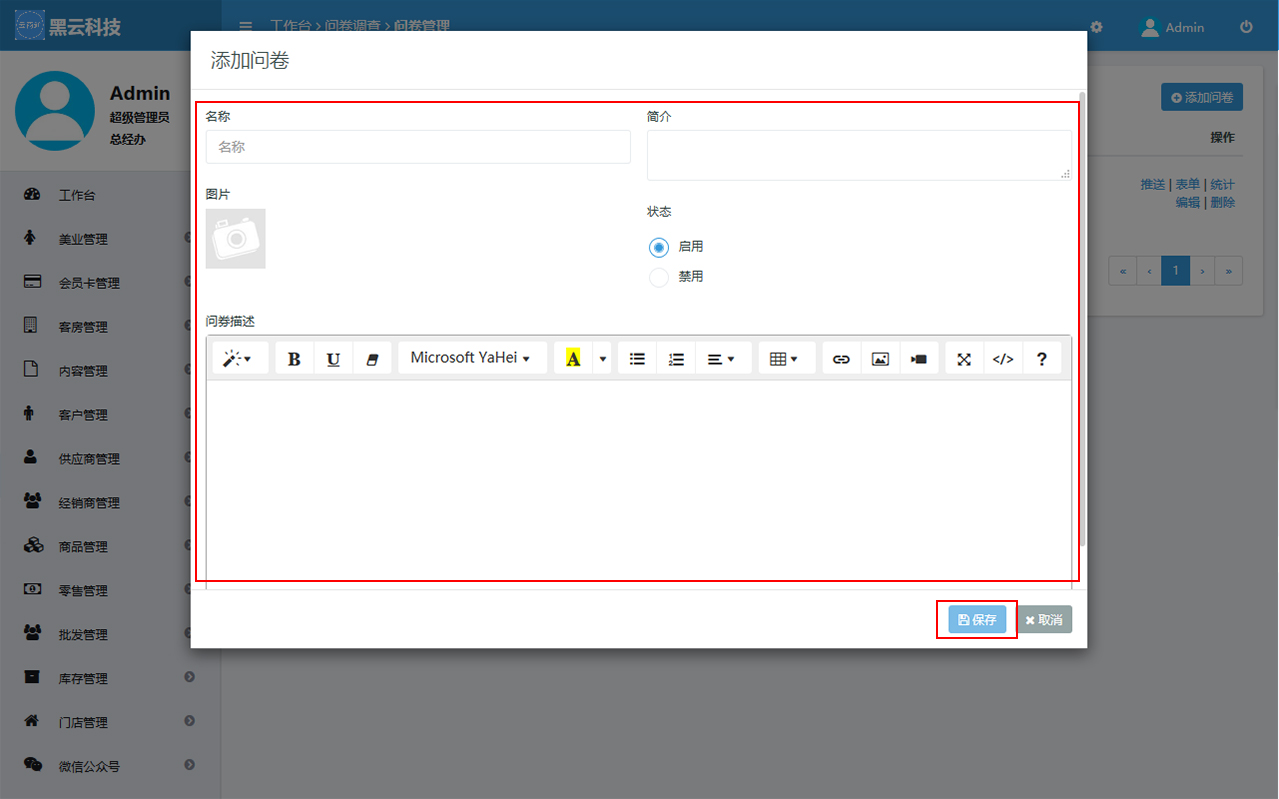 黑云科技
工作台 > 问卷调查 > 问卷管理
Admin
Admin
超级管理员
总经办
工作台
美业管理
会员卡管理
客房管理
内容管理
客户管理
供应商管理
经销商管理
商品管理
零售管理
批发管理
库存管理
门店管理
微信公众号
添加问卷
操作
推送 | 表单 | 统计
编辑 | 删除
« ‹ 1 › »
添加问卷
名称
名称
简介
图片
状态
启用
禁用
问券描述
B U Microsoft YaHei A </> ?
保存
取消